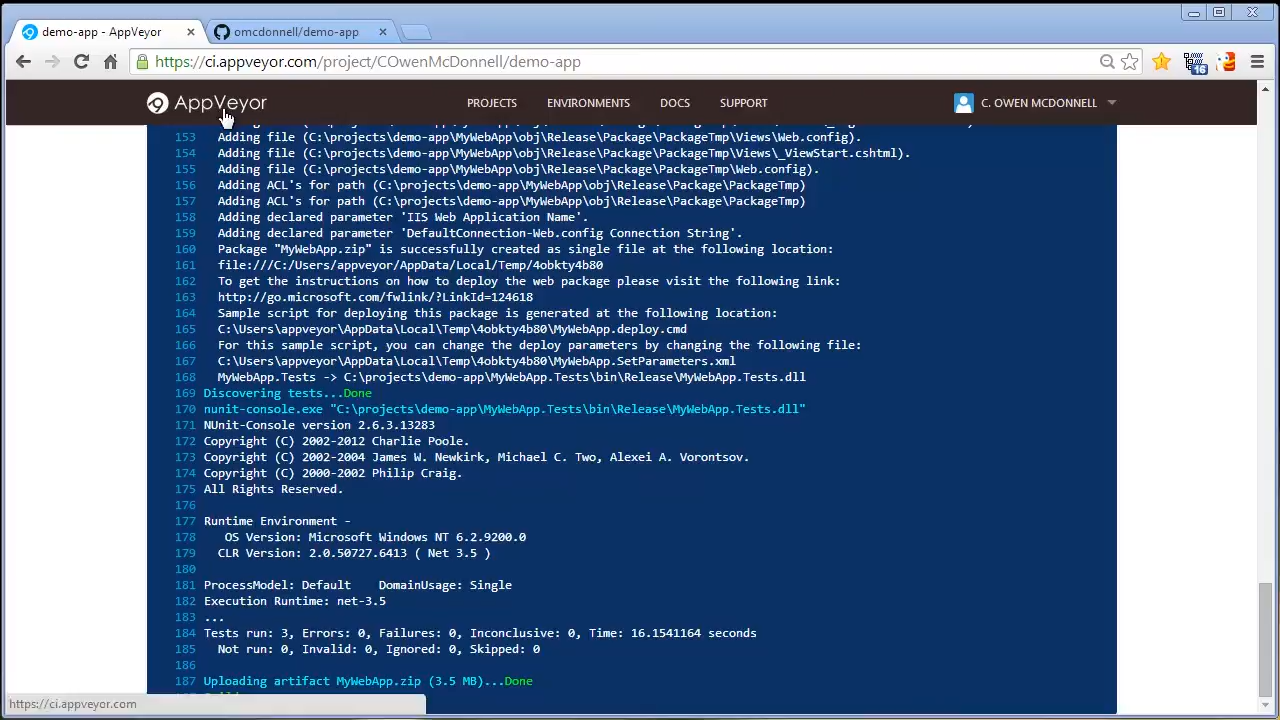 demo-app - AppVeyor
omcdonnell/demo-app
https://ci.appveyor.com/project/COwenMcDonnell/demo-app
16
AppVeyor
PROJECTS ENVIRONMENTS DOCS SUPPORT
C. OWEN MCDONNELL
153 Adding file (C:\projects\demo-app\MyWebApp\obj\Release\Package\PackageTmp\Views\Web.config).
154 Adding file (C:\projects\demo-app\MyWebApp\obj\Release\Package\PackageTmp\Views\_ViewStart.cshtml).
155 Adding file (C:\projects\demo-app\MyWebApp\obj\Release\Package\PackageTmp\Web.config).
156 Adding ACL's for path (C:\projects\demo-app\MyWebApp\obj\Release\Package\PackageTmp)
157 Adding ACL's for path (C:\projects\demo-app\MyWebApp\obj\Release\Package\PackageTmp)
158 Adding declared parameter 'IIS Web Application Name'.
159 Adding declared parameter 'DefaultConnection-Web.config Connection String'.
160 Package "MyWebApp.zip" is successfully created as single file at the following location:
161 file:///C:/Users/appveyor/AppData/Local/Temp/4obkty4b80
162 To get the instructions on how to deploy the web package please visit the following link:
163 http://go.microsoft.com/fwlink/?LinkId=124618
164 Sample script for deploying this package is generated at the following location:
165 C:\Users\appveyor\AppData\Local\Temp\4obkty4b80\MyWebApp.deploy.cmd
166 For this sample script, you can change the deploy parameters by changing the following file:
167 C:\Users\appveyor\AppData\Local\Temp\4obkty4b80\MyWebApp.SetParameters.xml
168 MyWebApp.Tests -> C:\projects\demo-app\MyWebApp.Tests\bin\Release\MyWebApp.Tests.dll
169 Discovering tests...Done
170 nunit-console.exe "C:\projects\demo-app\MyWebApp.Tests\bin\Release\MyWebApp.Tests.dll"
171 NUnit-Console version 2.6.3.13283
172 Copyright (C) 2002-2012 Charlie Poole.
173 Copyright (C) 2002-2004 James W. Newkirk, Michael C. Two, Alexei A. Vorontsov.
174 Copyright (C) 2000-2002 Philip Craig.
175 All Rights Reserved.
176
177 Runtime Environment -
178 OS Version: Microsoft Windows NT 6.2.9200.0
179 CLR Version: 2.0.50727.6413 ( Net 3.5 )
180
181 ProcessModel: Default DomainUsage: Single
182 Execution Runtime: net-3.5
183 ...
184 Tests run: 3, Errors: 0, Failures: 0, Inconclusive: 0, Time: 16.1541164 seconds
185 Not run: 0, Invalid: 0, Ignored: 0, Skipped: 0
186
187 Uploading artifact MyWebApp.zip (3.5 MB)...Done
https://ci.appveyor.com